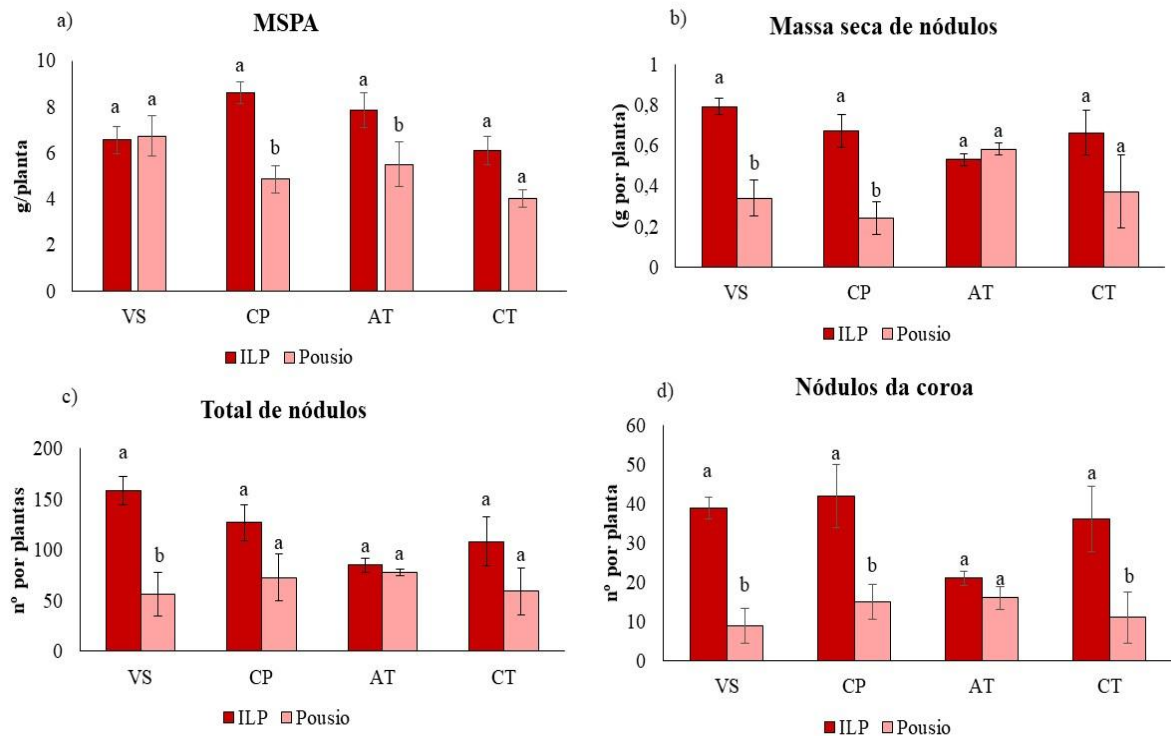 a)
MSPA
10
8
6
4
2
0
g/planta
a
a
a
b
a
b
a
a
VS
CP
AT
CT
ILP
Pousio
b)
Massa seca de nódulos
1
0,8
0,6
0,4
0,2
0
(g por planta)
a
b
a
b
a
a
a
a
VS
CP
AT
CT
ILP
Pousio
c)
Total de nódulos
200
150
100
50
0
nº por plantas
a
b
a
a
a
a
a
a
VS
CP
AT
CT
ILP
Pousio
d)
Nódulos da coroa
60
50
40
30
20
10
0
nº por planta
a
b
a
b
a
a
a
b
VS
CP
AT
CT
ILP
Pousio